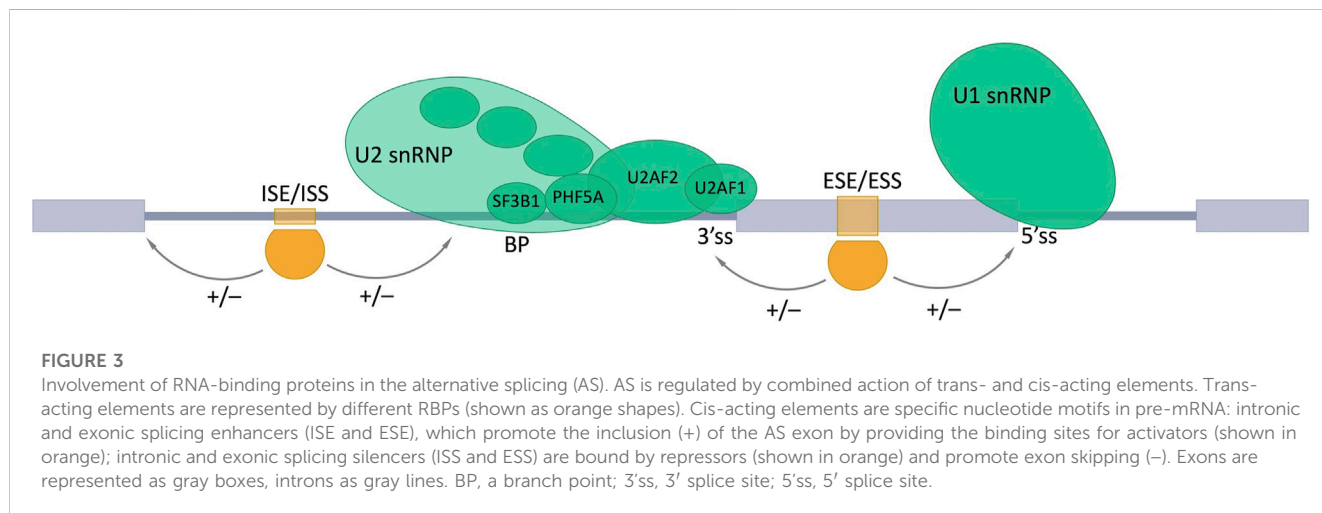 U1 snRNP
U2 snRNP
ISE/ISS
SF3B1
PHF5A
U2AF2
U2AF1
ESE/ESS
BP
3’ss
5’ss
+/−
+/−
+/−
+/−
FIGURE 3
Involvement of RNA-binding proteins in the alternative splicing (AS). AS is regulated by combined action of trans- and cis-acting elements. Trans-
acting elements are represented by different RBPs (shown as orange shapes). Cis-acting elements are specific nucleotide motifs in pre-mRNA: intronic
and exonic splicing enhancers (ISE and ESE), which promote the inclusion (+) of the AS exon by providing the binding sites for activators (shown in
orange); intronic and exonic splicing silencers (ISS and ESS) are bound by repressors (shown in orange) and promote exon skipping (–). Exons are
represented as gray boxes, introns as gray lines. BP, a branch point; 3’ss, 3′ splice site; 5’ss, 5′ splice site.